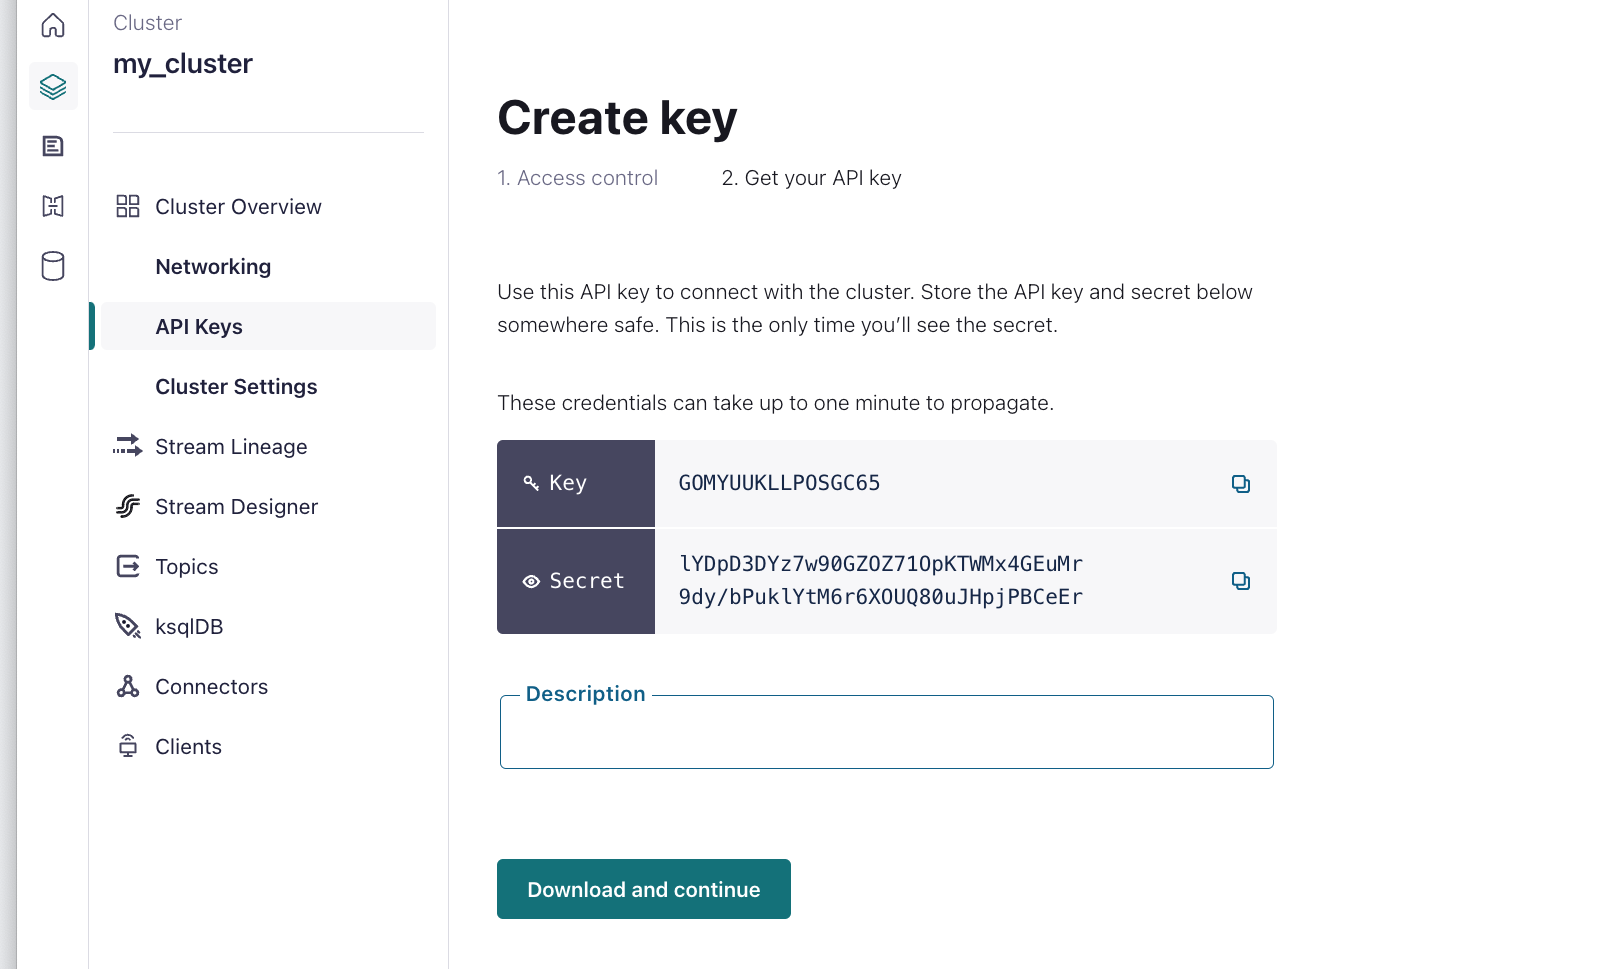 Cluster
my_cluster
Cluster Overview
Networking
API Keys
Cluster Settings
Stream Lineage
Stream Designer
Topics
ksqlDB
Connectors
Clients
Create key
1. Access control
2. Get your API key
Use this API key to connect with the cluster. Store the API key and secret below
somewhere safe. This is the only time you’ll see the secret.
These credentials can take up to one minute to propagate.
Key
GOMYUUKLLPOSGC65
Secret
lYDpD3DYz7w90GZOZ71OpKTWMx4GEuMr
9dy/bPuklYtM6r6XOUQ80uJHpjPBCeEr
Description
Download and continue